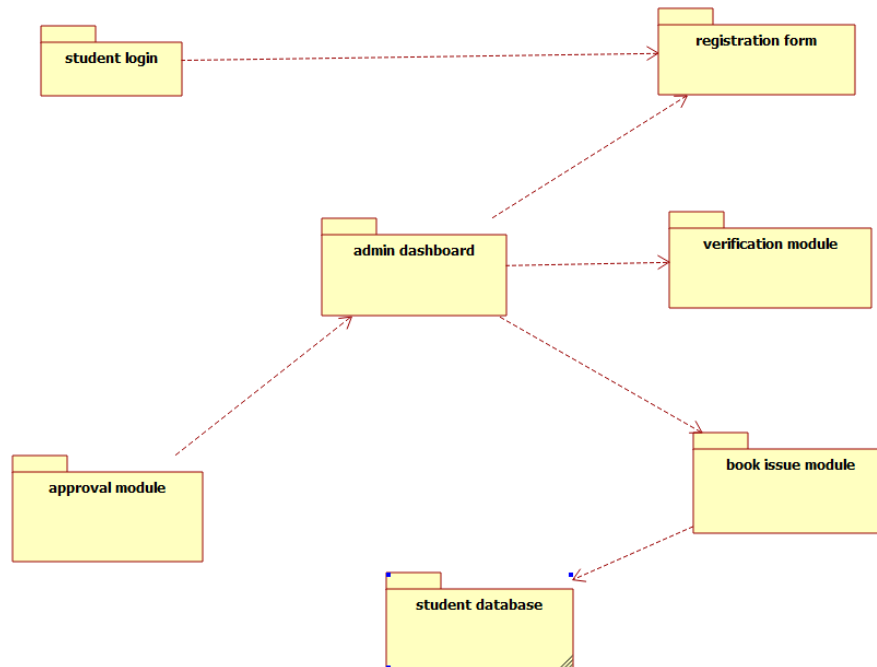 student login
registration form
admin dashboard
verification module
approval module
book issue module
student database